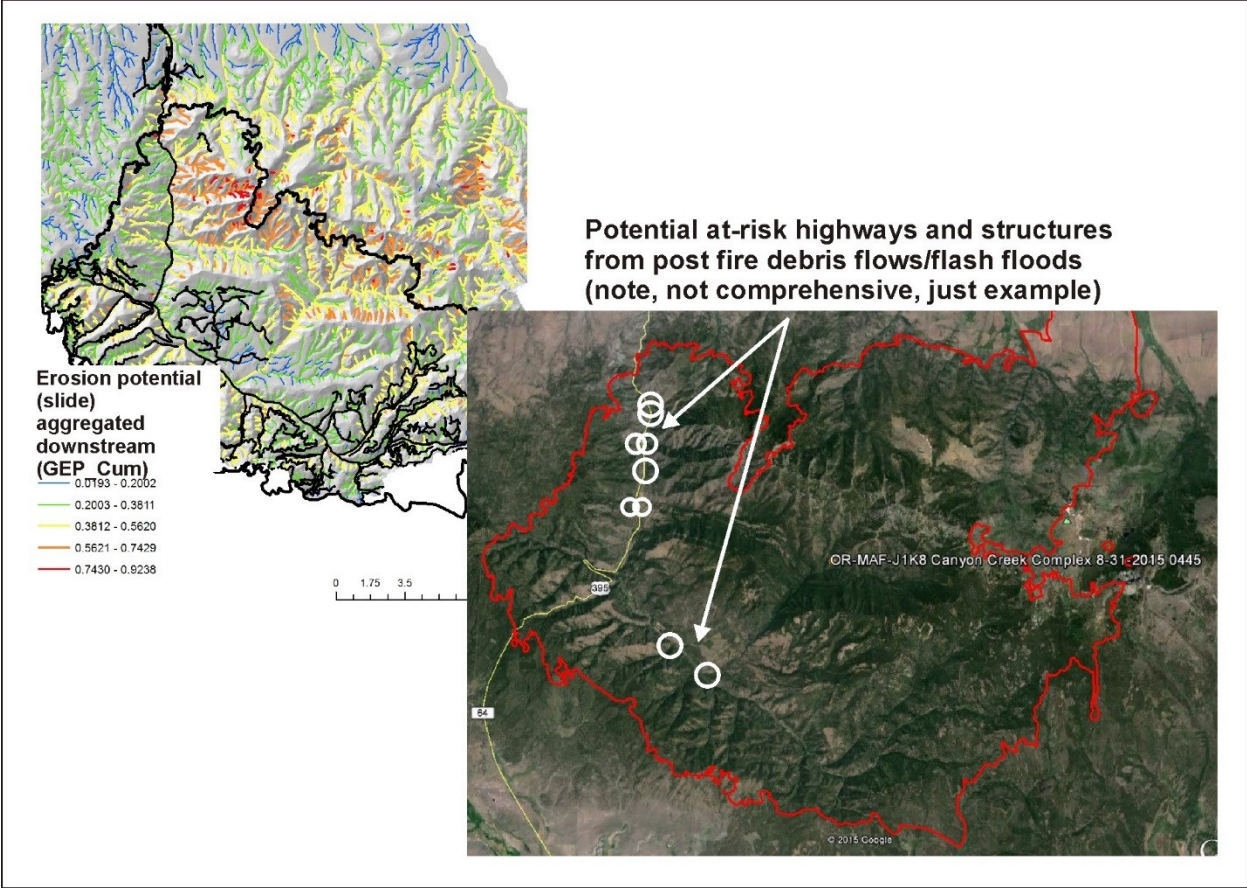 Potential at-risk highways and structures
from post fire debris flows/flash floods
(note, not comprehensive, just example)
Erosion potential
(slide)
aggregated
downstream
(GEP_Cum)
0.0193 - 0.2002
0.2003 - 0.3811
0.3812 - 0.5620
0.5621 - 0.7429
0.7430 - 0.9238
0 1.75 3.5
OR-MAF-J1K8 Canyon Creek Complex 8-31-2015 0445
395
64
© 2015 Google